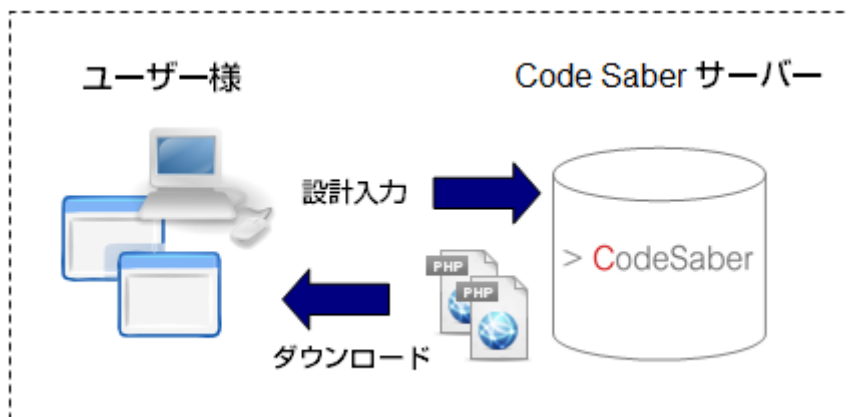 ユーザー様
Code Saber サーバー
設計入力
> CodeSaber
PHP
PHP
ダウンロード